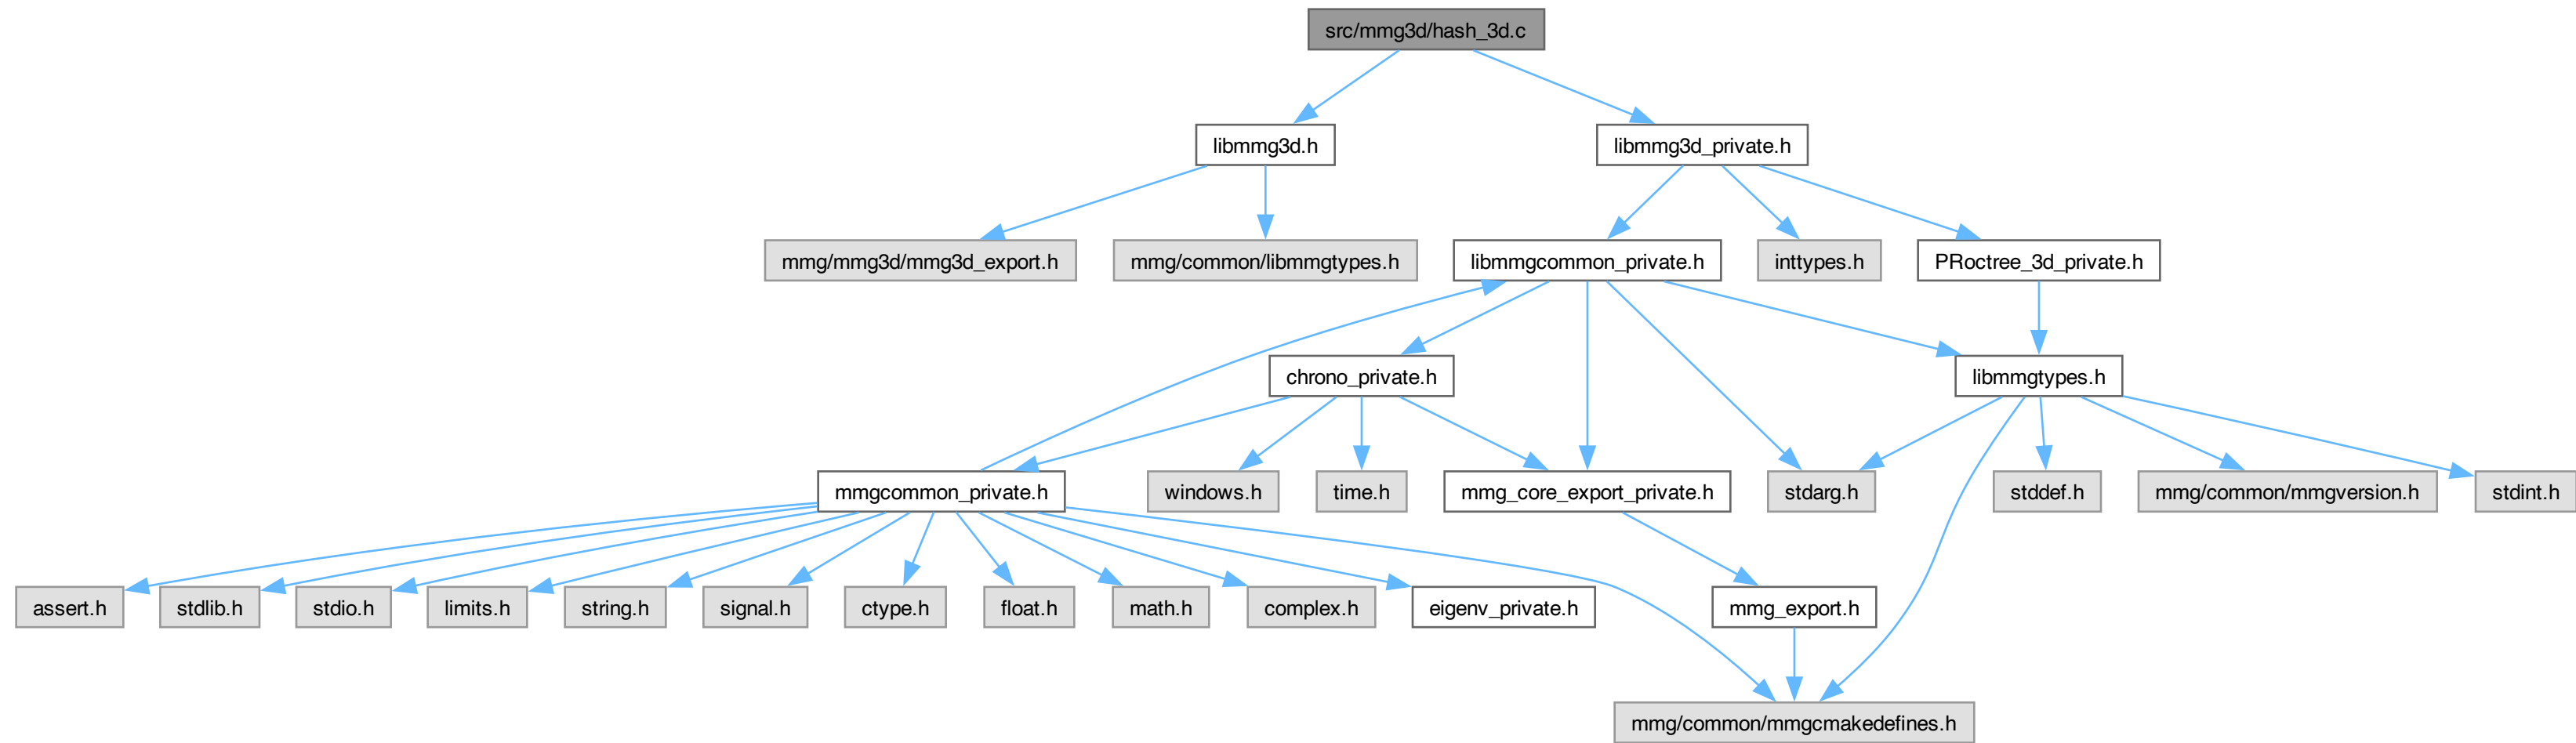 src/mmg3d/hash_3d.c
libmmg3d.h
libmmg3d_private.h
mmg/mmg3d/mmg3d_export.h
mmg/common/libmmgtypes.h
libmmgcommon_private.h
inttypes.h
PRoctree_3d_private.h
chrono_private.h
libmmgtypes.h
mmgcommon_private.h
windows.h
time.h
mmg_core_export_private.h
stdarg.h
stddef.h
mmg/common/mmgversion.h
stdint.h
assert.h
stdlib.h
stdio.h
limits.h
string.h
signal.h
ctype.h
float.h
math.h
complex.h
eigenv_private.h
mmg_export.h
mmg/common/mmgcmakedefines.h